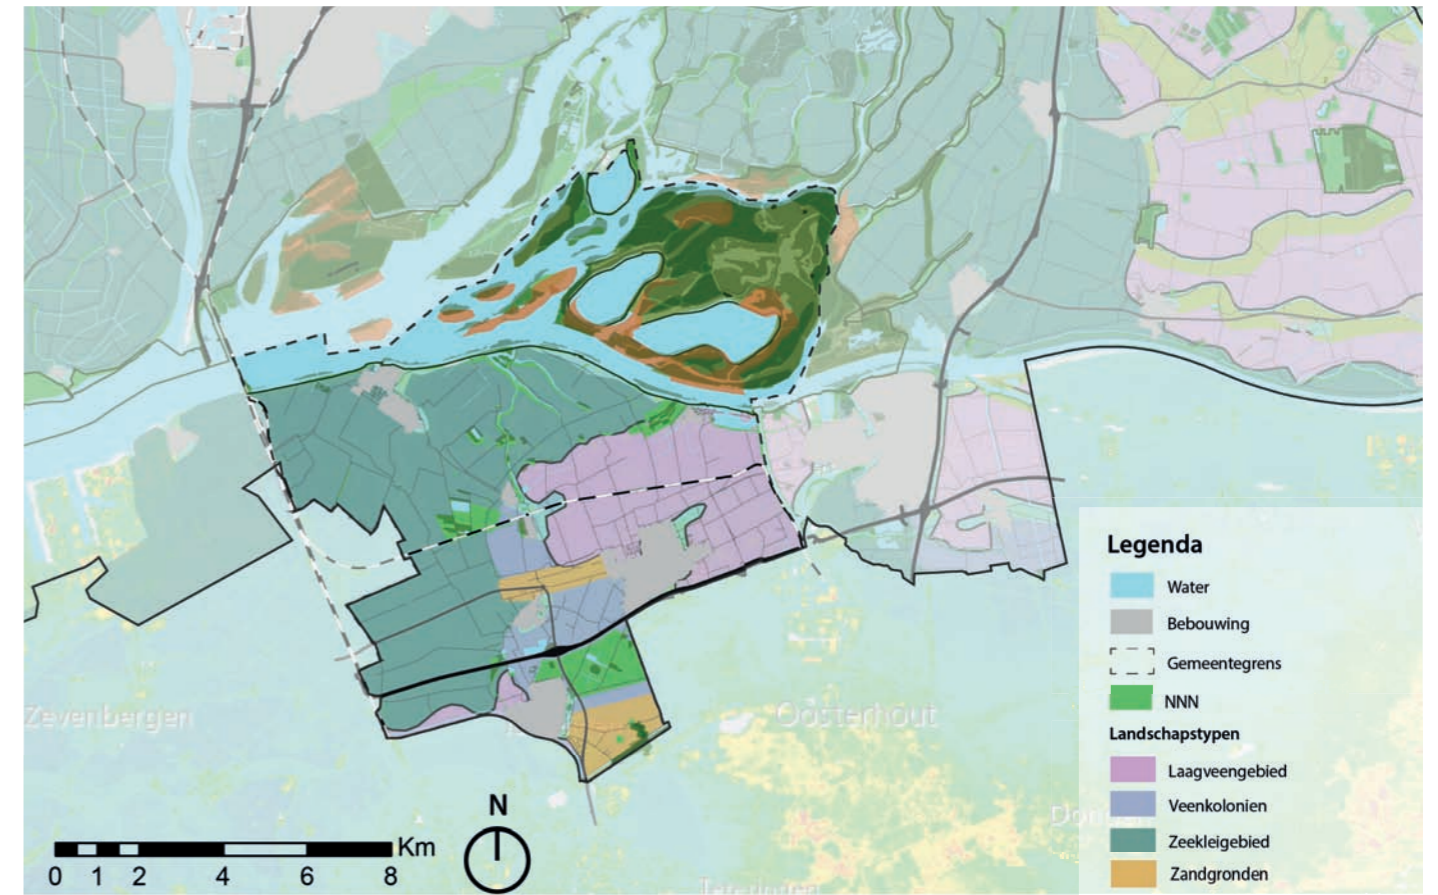 Zevenbergen
Oosterhout
Legenda
Water
Bebouwing
Gemeentegrens
NNN
Landschapstypen
Laagveengebied
Veenkolonien
Zeekleigebied
Zandgronden
N
Km
0 1 2 4 6 8